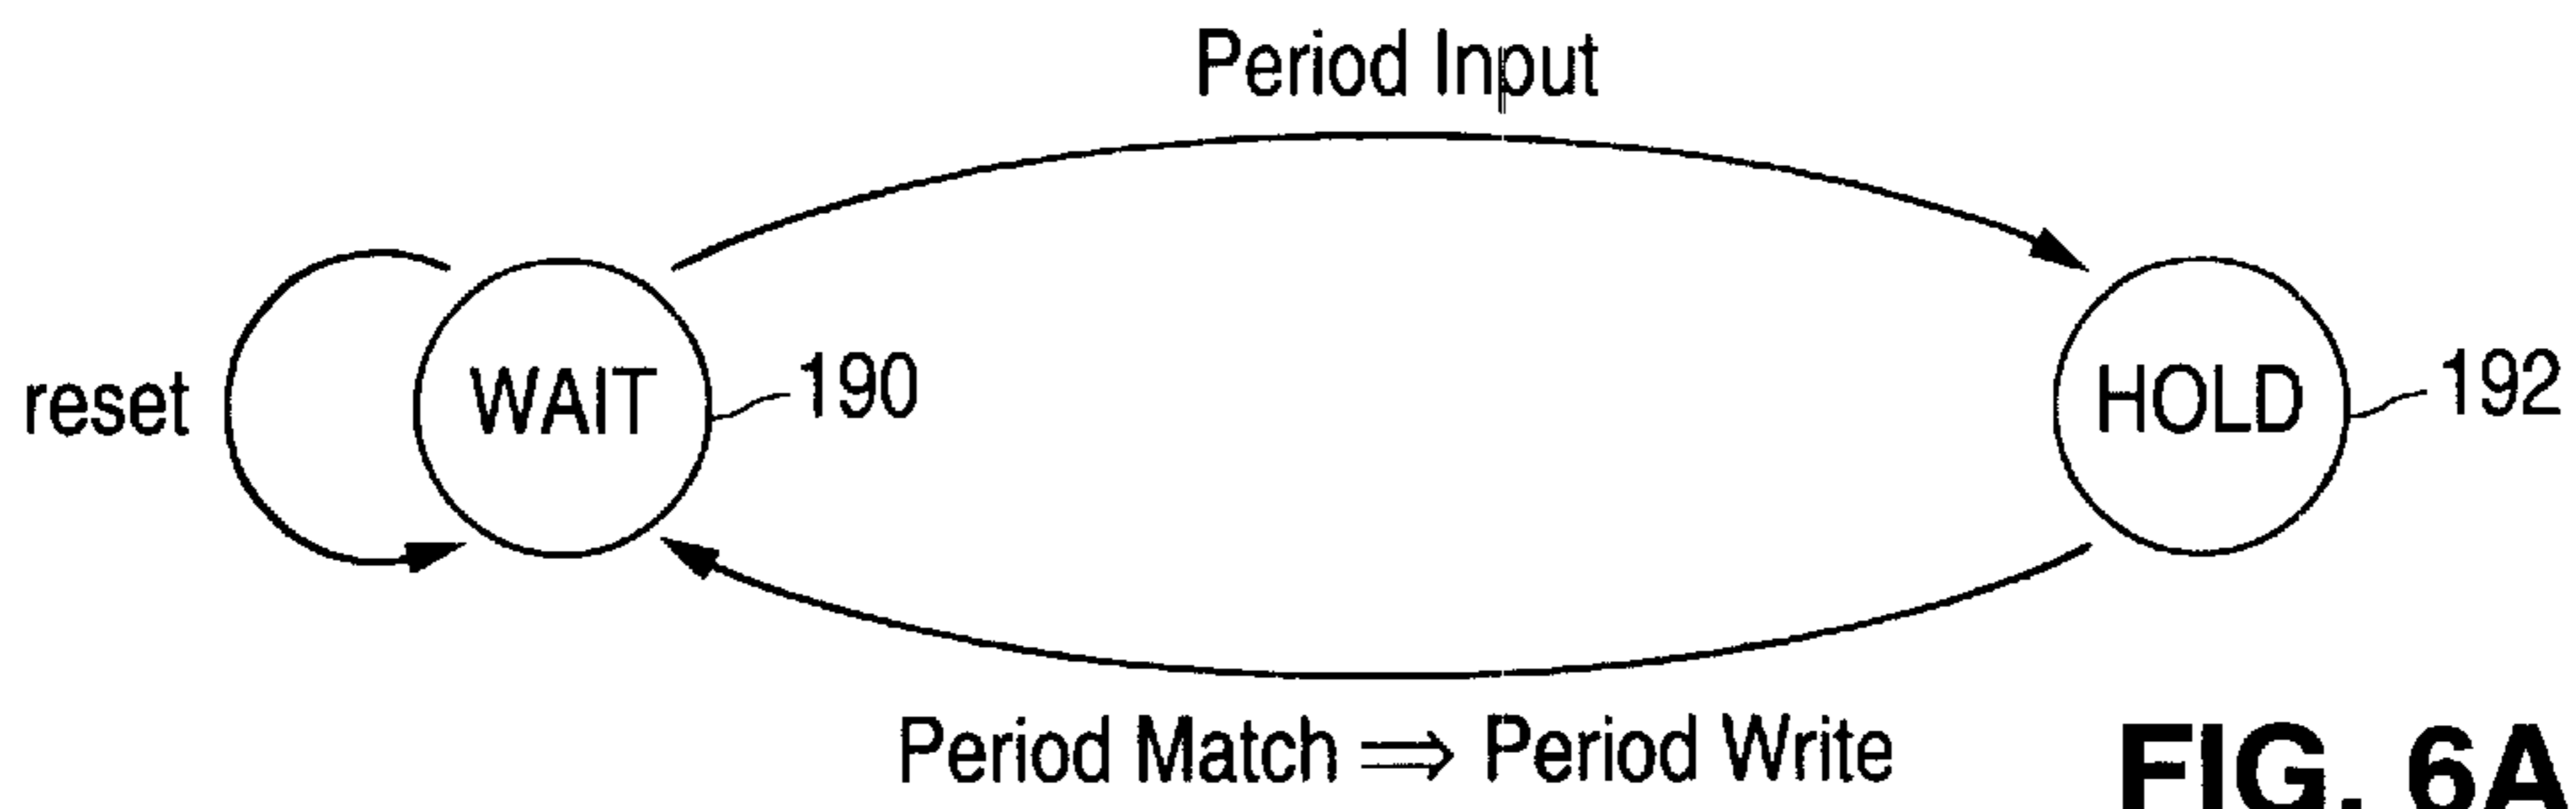 Period Input
reset
WAIT
190
HOLD
192
Period Match ⇒ Period Write
FIG. 6A